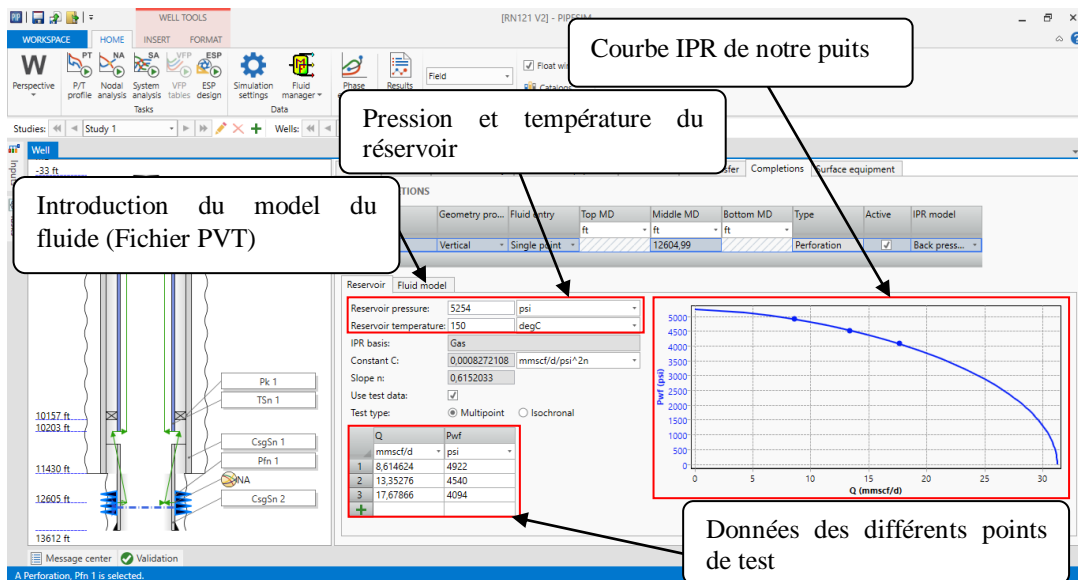 WELL TOOLS
[RN121 V2] - PIPESIM
WORKSPACE HOME INSERT FORMAT
Perspective
P/T profile
Nodal analysis
System analysis
VFP tables
ESP design
Simulation settings
Fluid manager
Phase
Results
Tasks
Data
Field
Float
Catalogs
Courbe IPR de notre puits
Pression et température du
réservoir
Introduction du model du
fluide (Fichier PVT)
Studies: Study 1 Wells:
Well
Inputs
-33 ft
Completions Surface equipment
Geometry pro... Fluid entry Top MD Middle MD Bottom MD Type Active IPR model
ft ft ft
Vertical Single point 12604,99 Perforation Back press...
Reservoir Fluid model
Reservoir pressure: 5254 psi
Reservoir temperature: 150 degC
IPR basis: Gas
Constant C: 0,0008272108 mmscf/d/psi^2n
Slope n: 0,6152033
Use test data:
Test type: Multipoint Isochronal
Q Pwf
mmscf/d psi
1 8,614624 4922
2 13,35276 4540
3 17,67866 4094
Pwf (psi)
5000
4500
4000
3500
3000
2500
2000
1500
1000
500
0
0 5 10 15 20 25 30
Q (mmscf/d)
Pk 1
TSn 1
CsgSn 1
Pfn 1
NA
CsgSn 2
10157 ft
10203 ft
11430 ft
12605 ft
13612 ft
Données des différents points
de test
Message center Validation
A Perforation, Pfn 1 is selected.